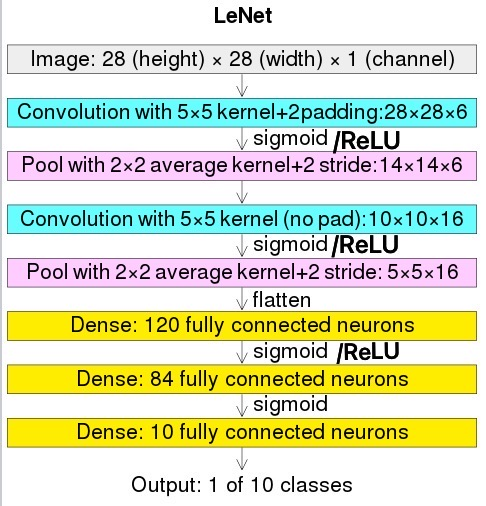 LeNet
Image: 28 (height) × 28 (width) × 1 (channel)
Convolution with 5×5 kernel+2padding:28×28×6
sigmoid /ReLU
Pool with 2×2 average kernel+2 stride:14×14×6
Convolution with 5×5 kernel (no pad):10×10×16
sigmoid /ReLU
Pool with 2×2 average kernel+2 stride: 5×5×16
flatten
Dense: 120 fully connected neurons
sigmoid /ReLU
Dense: 84 fully connected neurons
sigmoid
Dense: 10 fully connected neurons
Output: 1 of 10 classes